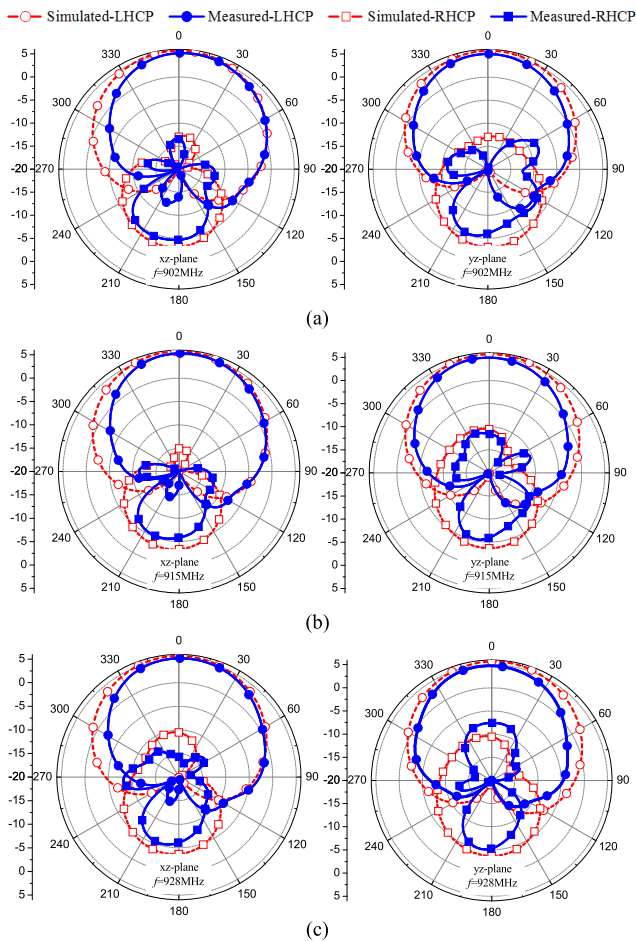 Simulated-LHCP Measured-LHCP Simulated-RHCP Measured-RHCP
0 0
5 330 30 5 330 30
0 0
-5 300 60 -5 300 60
-10 -10
-15 -15
-20 270 90 -20 270 90
-15 -15
-10 -10
-5 240 120 -5 240 120
0 0
5 210 150 5 210 150
xz-plane yz-plane
f=902MHz f=902MHz
180 180
(a)
0 0
5 330 30 5 330 30
0 0
-5 300 60 -5 300 60
-10 -10
-15 -15
-20 270 90 -20 270 90
-15 -15
-10 -10
-5 240 120 -5 240 120
0 0
5 210 150 5 210 150
xz-plane yz-plane
f=915MHz f=915MHz
180 180
(b)
0 0
5 330 30 5 330 30
0 0
-5 300 60 -5 300 60
-10 -10
-15 -15
-20 270 90 -20 270 90
-15 -15
-10 -10
-5 240 120 -5 240 120
0 0
5 210 150 5 210 150
xz-plane yz-plane
f=928MHz f=928MHz
180 180
(c)